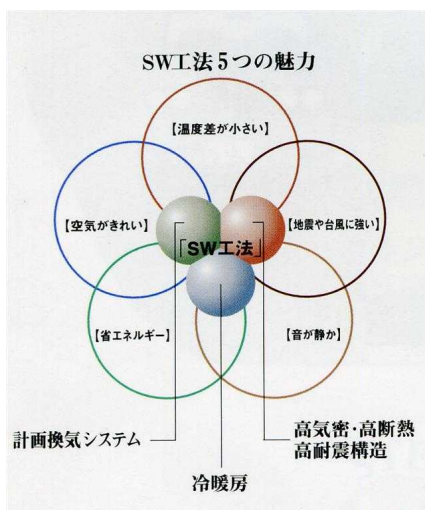 SW工法5つの魅力
【温度差が小さい】
【空気がきれい】
【地震や台風に強い】
「SW工法」
【省エネルギー】
【音が静か】
計画換気システム
高気密・高断熱
高耐震構造
冷暖房